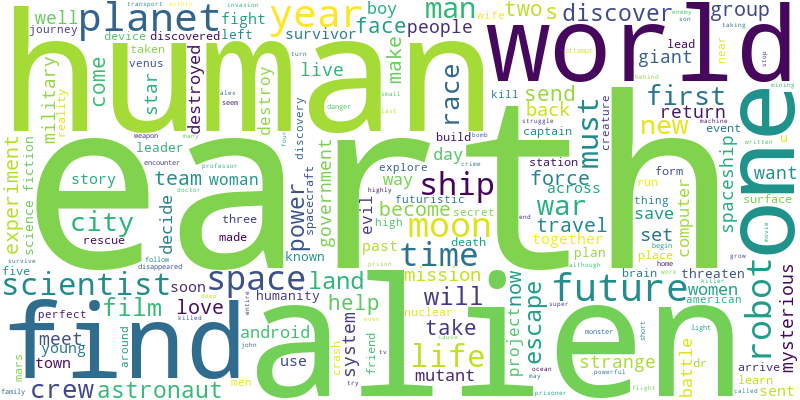 well
planet
year
man
two
s
discover
group
journey
device
discovered
transport
within
invasion
fight
left
survivor
boy
face
people
wife
enemy
son
taking
human
world
venus
taken
come
star
destroyed
destroy
turn
alex
seem
live
danger
small
last
make
race
kill
send
back
near
lead
giant
behind
stop
mining
military
reality
weapon
many
discovery
attempt
captain
creature
first
return
one
experiment
science fiction
leader
encounter
professor
doctor
government
four
build
bomb
struggle
machine
must
new
event
written
u
earth
story
team
woman
day
station
crime
explore
ship
force
form
want
city
rescue
decide
three
made
power
spacecraft
way
futuristic
highly
across
run
thing
save
computer
spaceship
surface
movie
survive
five
follow
disappeared
known
evil
high
become
secret
moon
war
travel
end
set
begin
place
home
work
although
together
plan
past
death
time
grow
scientist
soon
space
land
mission
prison
escape
future
brain
threaten
women
killer
american
robot
mysterious
find
film
love
deep
entire
humanity
help
will
nuclear
project
now
super
perfect
killed
meet
young
town
around
android
john
system
even
take
cause
life
monster
short
light
strange
battle
dr
arrive
mars
use
crash
friend
tv
mutant
ocean
may
powerful
alien
learn
family
crew
astronaut
men
try
prisoner
flight
called
sent